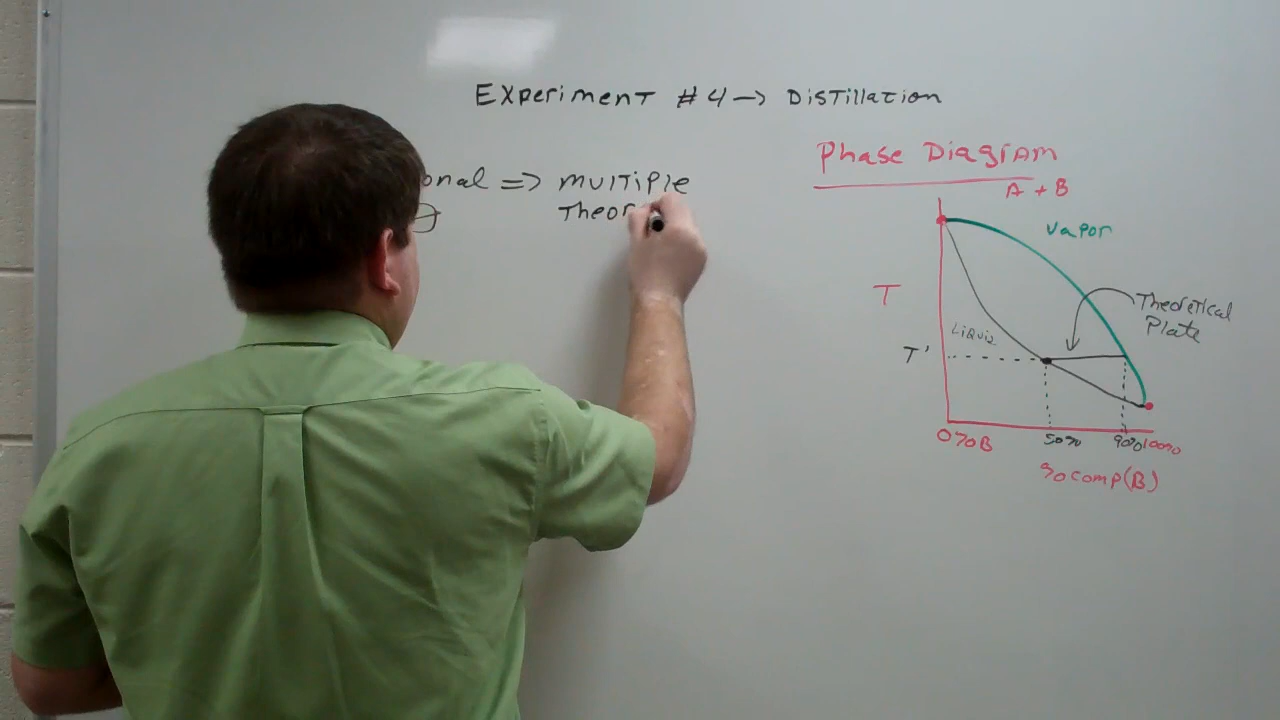 Experiment #4 → Distillation
onal => multiple
Theor
Phase Diagram
A + B
vapor
Theoretical
Plate
T
Liquid
T'
0%B
50%
90%
100%
% comp(B)